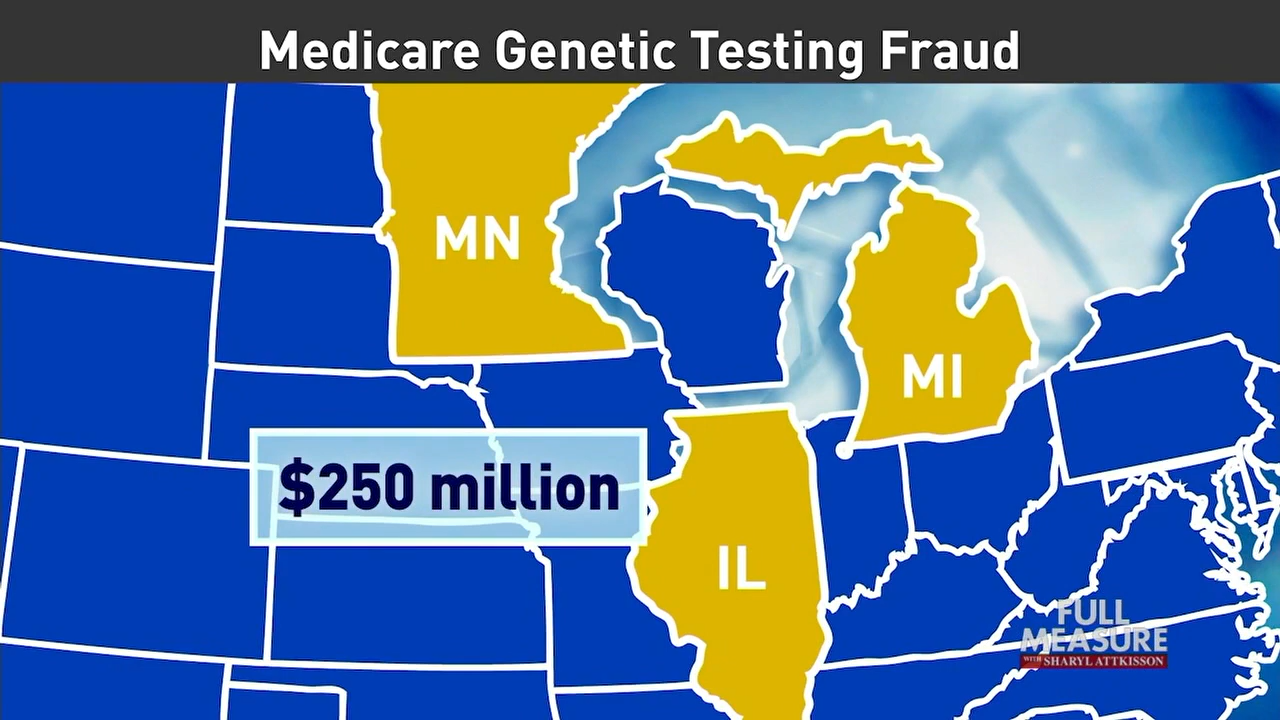 Medicare Genetic Testing Fraud
MN
MI
$250 million
IL
FULL
MEASURE
WITH SHARYL ATTKISSON